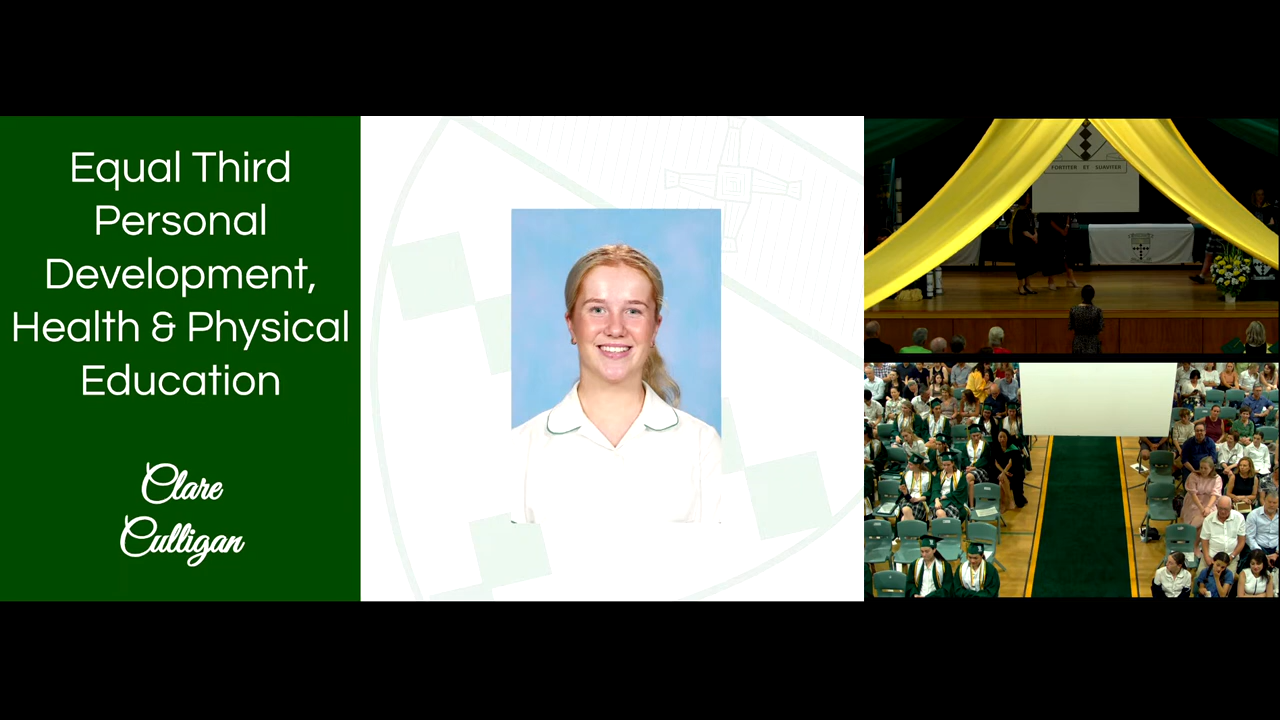 Equal Third
Personal
Development,
Health & Physical
Education
Clare
Culligan
FORTITER ET SUAVITER